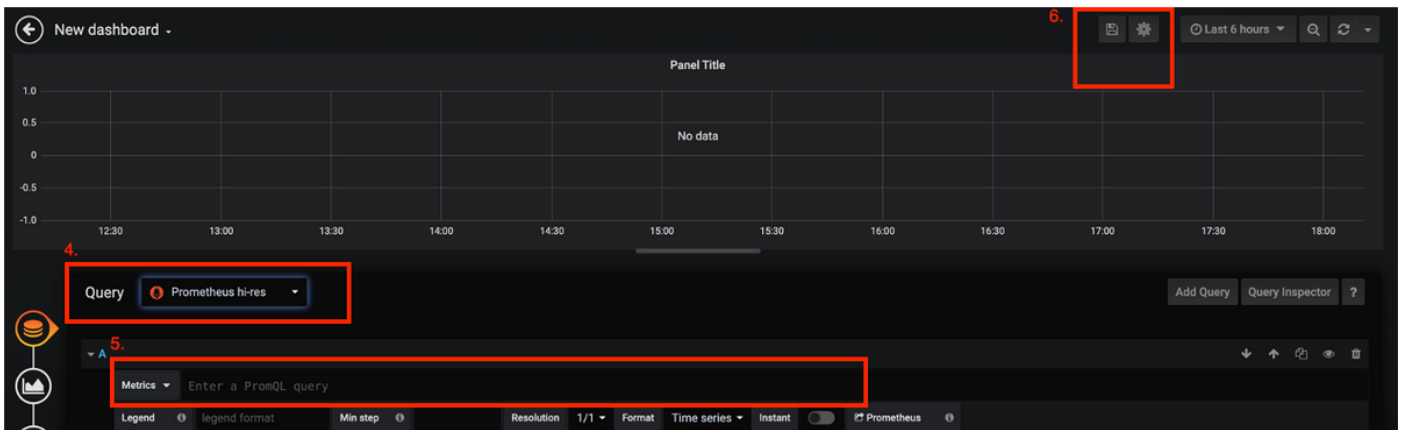 6.
New dashboard
Last 6 hours
Panel Title
1.0
0.5
No data
0
-0.5
-1.0
12:30 13:00 13:30 14:00 14:30 15:00 15:30 16:00 16:30 17:00 17:30 18:00
4.
Query Prometheus hi-res Add Query Query Inspector ?
5.
A
Metrics Enter a PromQL query
Legend legend format Min step Resolution 1/1 Format Time series Instant Prometheus